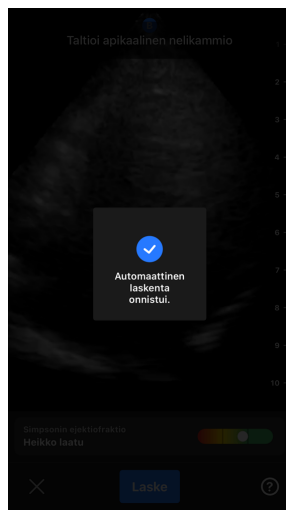 Taltioi apikaalinen nelikammio
2
3
4
5
6
7
8
9
10
Automaattinen
laskenta
onnistui.
Simpsonin ejektiofraktio
Heikko laatu
Laske
?